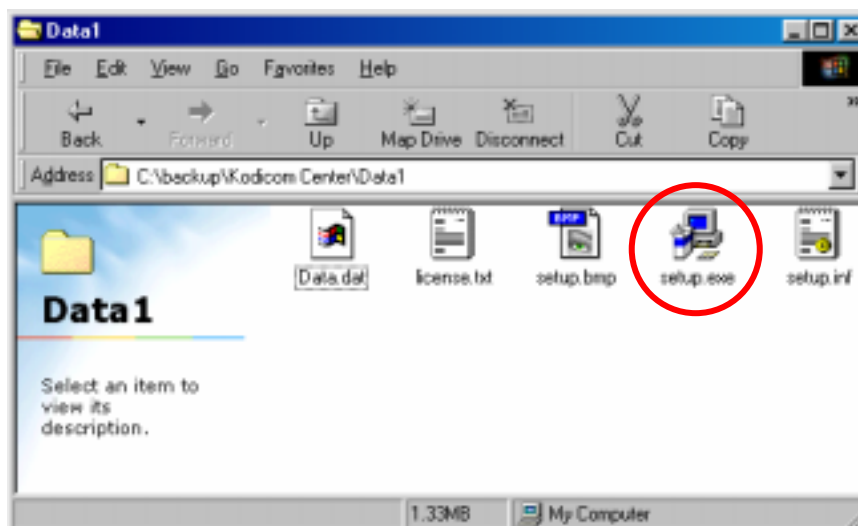 Data1
File Edit View Go Favorites Help
Back Forward Up Map Drive Disconnect Cut Copy
Address C:\backup\Kodicom Center\Data1
Data.dat license.txt setup.bmp setup.exe setup.inf
BMP
Data1
Select an item to
view its
description.
1.33MB My Computer